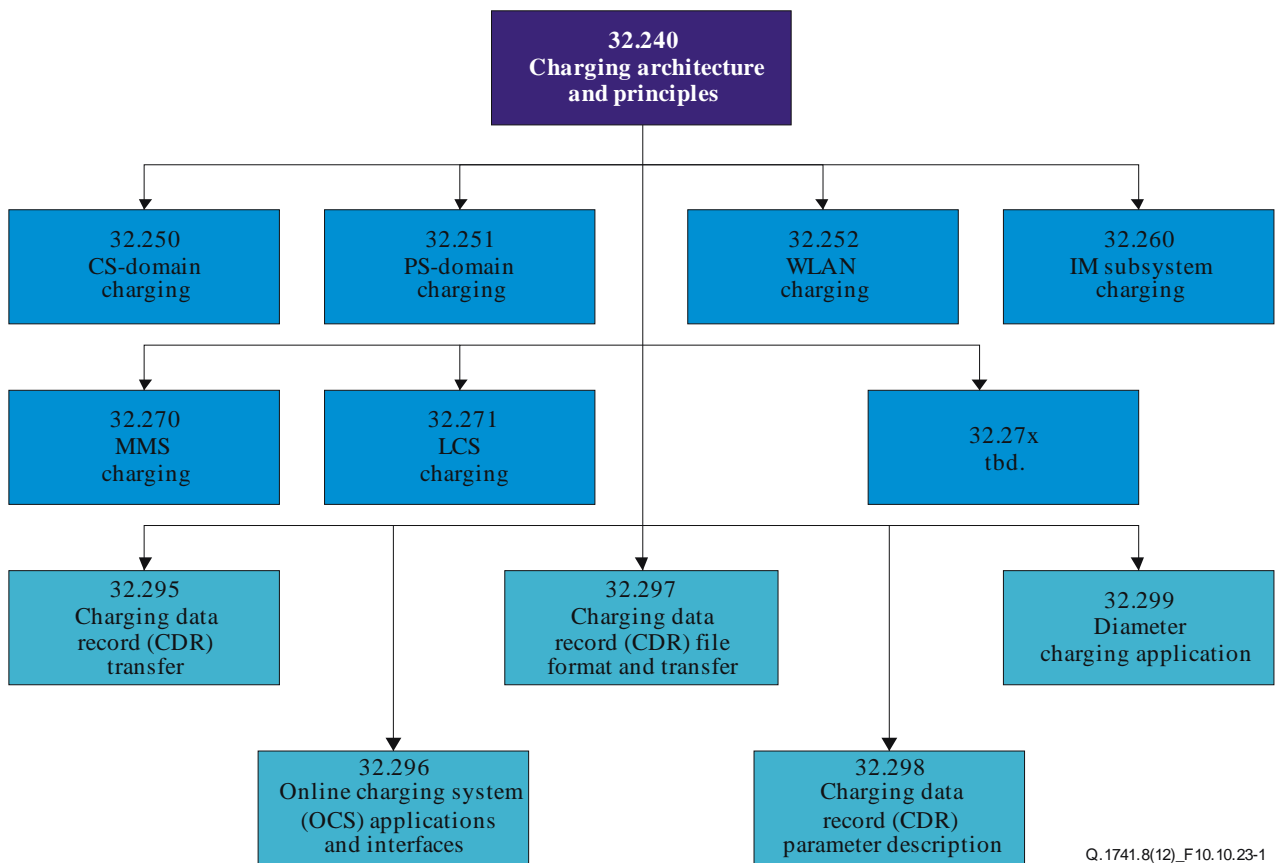 32.240
Charging architecture
and principles
32.250
CS-domain
charging
32.251
PS-domain
charging
32.252
WLAN
charging
32.260
IM subsystem
charging
32.270
MMS
charging
32.271
LCS
charging
32.27x
tbd.
32.295
Charging data
record (CDR)
transfer
32.297
Charging data
record (CDR) file
format and transfer
32.299
Diameter
charging application
32.296
Online charging system
(OCS) applications
and interfaces
32.298
Charging data
record (CDR)
parameter description
Q.1741.8(12)_F10.10.23-1